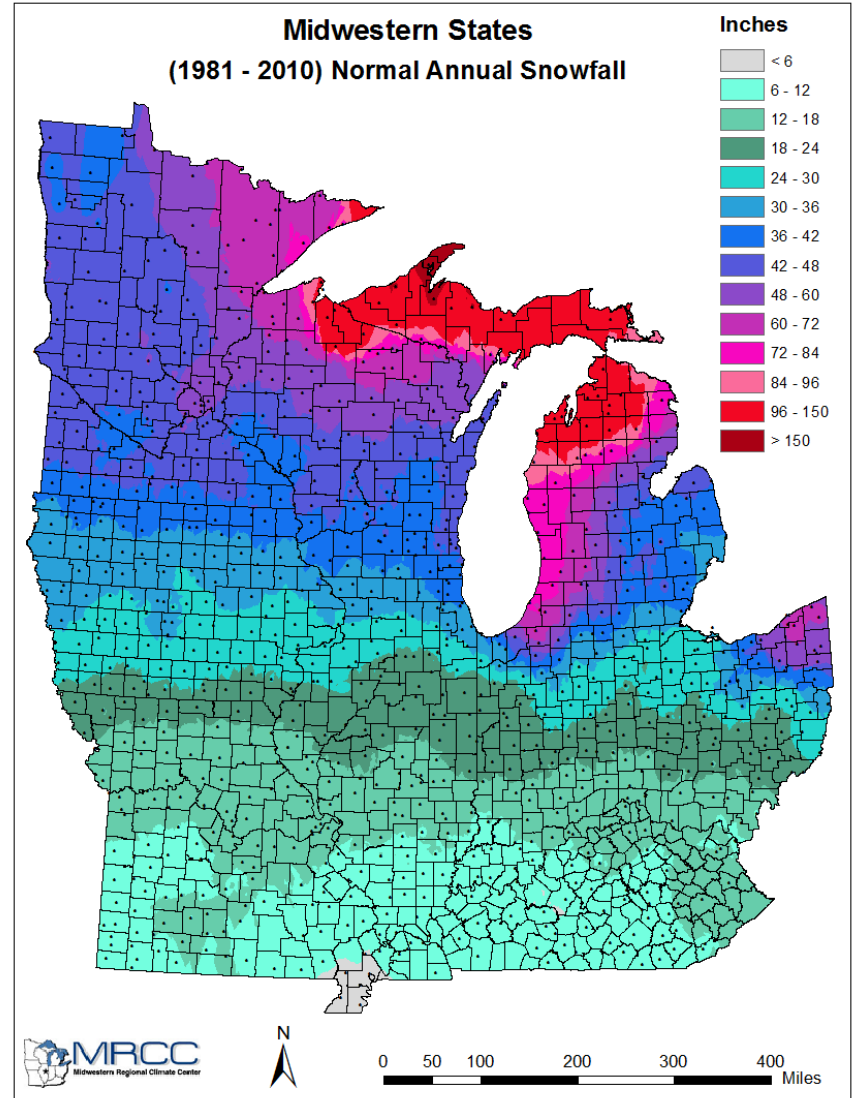 Midwestern States
(1981 - 2010) Normal Annual Snowfall
Inches
< 6
6 - 12
12 - 18
18 - 24
24 - 30
30 - 36
36 - 42
42 - 48
48 - 60
60 - 72
72 - 84
84 - 96
96 - 150
> 150
MRCC
Midwestern Regional Climate Center
N
0 50 100 200 300 400
Miles